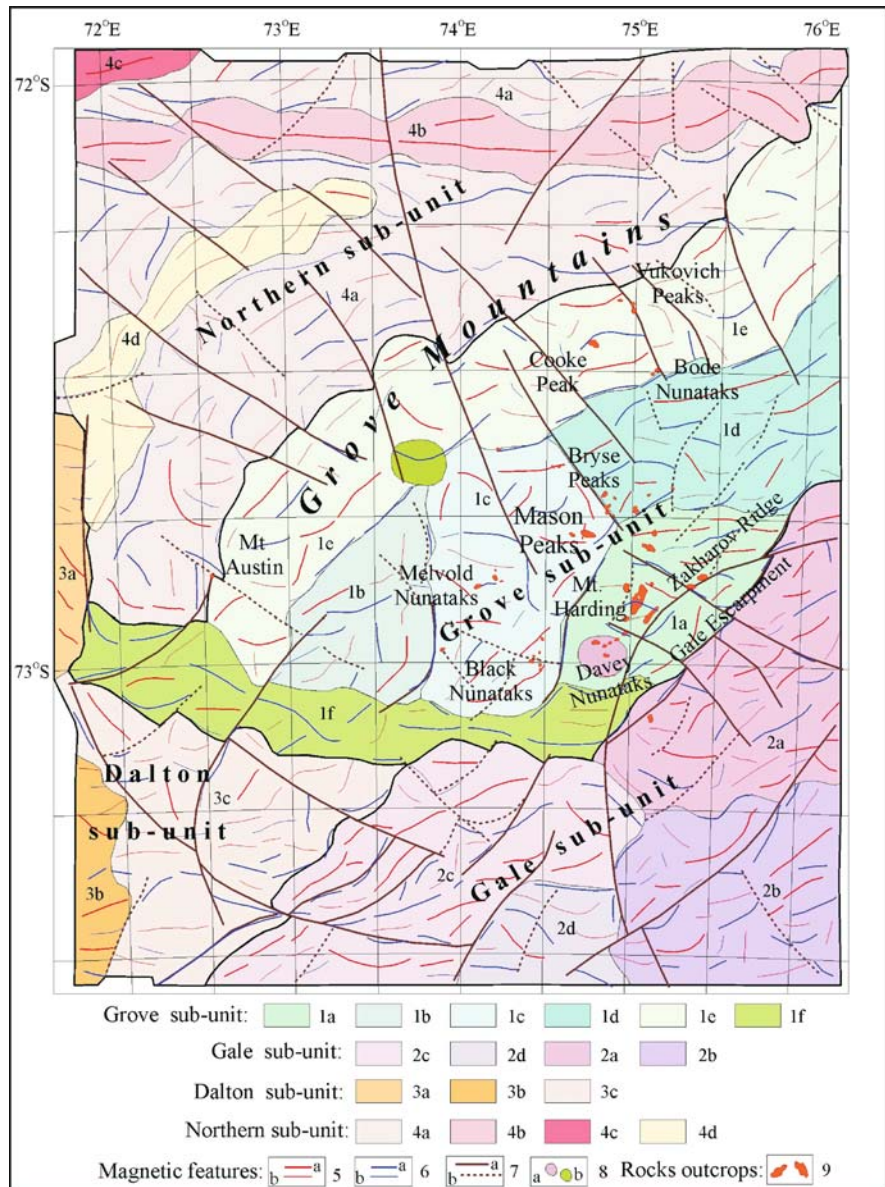 72°E 73°E 74°E 75°E 76°E
72°S
4c
4a
4b
Northern sub-unit
4a
4d
Grove Mountains
Vukovich
Peaks
1e
Cooke
Peak
Bode
Nunataks
1d
Bryse
Peaks
1c
Mason
Peaks
3a
Mt
Austin
1e
1b
Melvold
Nunataks
Grove sub-unit
Mt.
Harding
Zakharov Ridge
1a
Gale Escarpment
73°S
Black
Nunataks
Davey
Nunataks
1f
2a
Dalton
sub-unit
3c
Gale sub-unit
2c
3b
2d
2b
Grove sub-unit: 1a 1b 1c 1d 1e 1f
Gale sub-unit: 2c 2d 2a 2b
Dalton sub-unit: 3a 3b 3c
Northern sub-unit: 4a 4b 4c 4d
Magnetic features: a b 5 a b 6 a b 7 a b 8 Rocks outcrops: 9